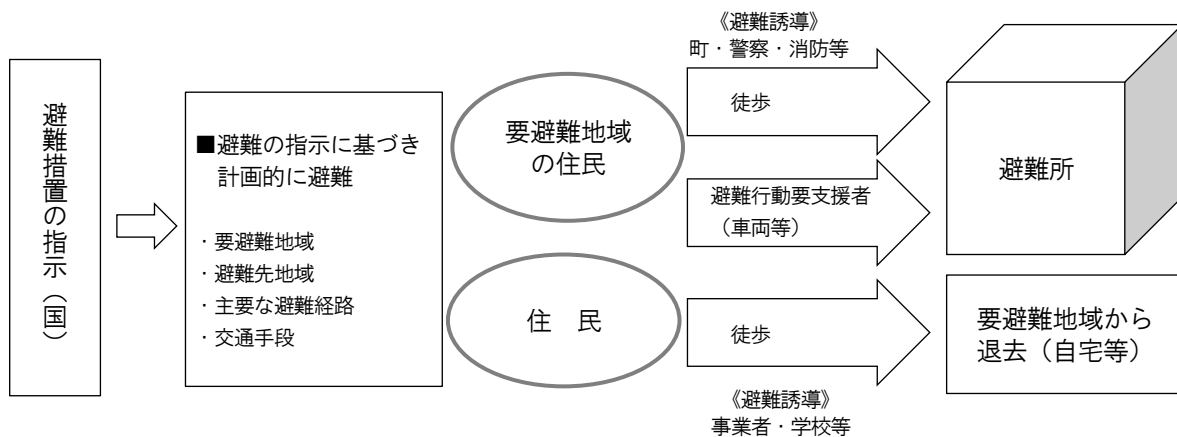 避難措置の指示（国）
■避難の指示に基づき
計画的に避難
・要避難地域
・避難先地域
・主要な避難経路
・交通手段
要避難地域
の住民
住　民
《避難誘導》
町・警察・消防等
徒歩
避難行動要支援者
（車両等）
徒歩
《避難誘導》
事業者・学校等
避難所
要避難地域から
退去（自宅等）